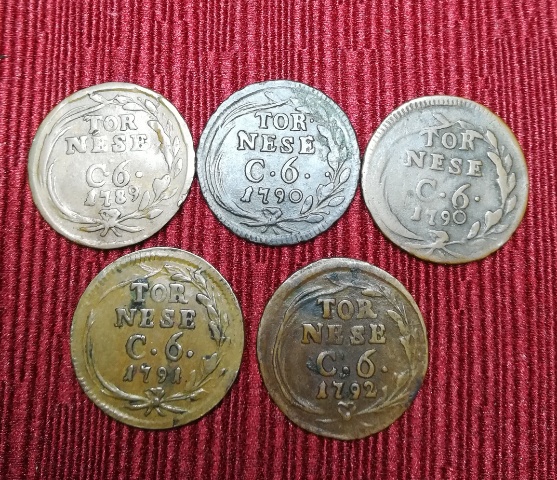 TOR
NESE
C·6.
1789
TOR·
NESE
C·6.
1790
TOR
NESE
C·6.
1790
TOR
NESE
C·6.
1791
TOR
NESE
C·6.
1792